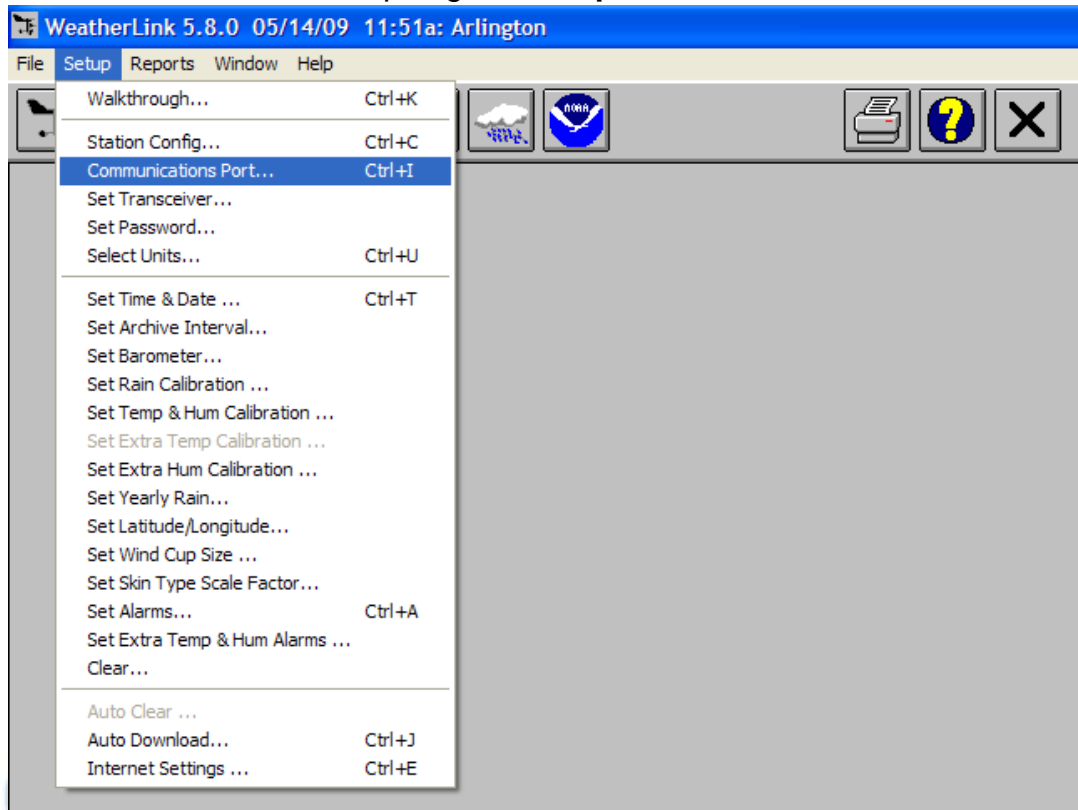 WeatherLink 5.8.0 05/14/09 11:51a: Arlington
File Setup Reports Window Help
Walkthrough... Ctrl+K
Station Config... Ctrl+C
Communications Port... Ctrl+I
Set Transceiver...
Set Password...
Select Units... Ctrl+U
Set Time & Date ... Ctrl+T
Set Archive Interval...
Set Barometer...
Set Rain Calibration ...
Set Temp & Hum Calibration ...
Set Extra Temp Calibration ...
Set Extra Hum Calibration ...
Set Yearly Rain...
Set Latitude/Longitude...
Set Wind Cup Size ...
Set Skin Type Scale Factor...
Set Alarms... Ctrl+A
Set Extra Temp & Hum Alarms ...
Clear...
Auto Clear ...
Auto Download... Ctrl+J
Internet Settings ... Ctrl+E
NOAA
?